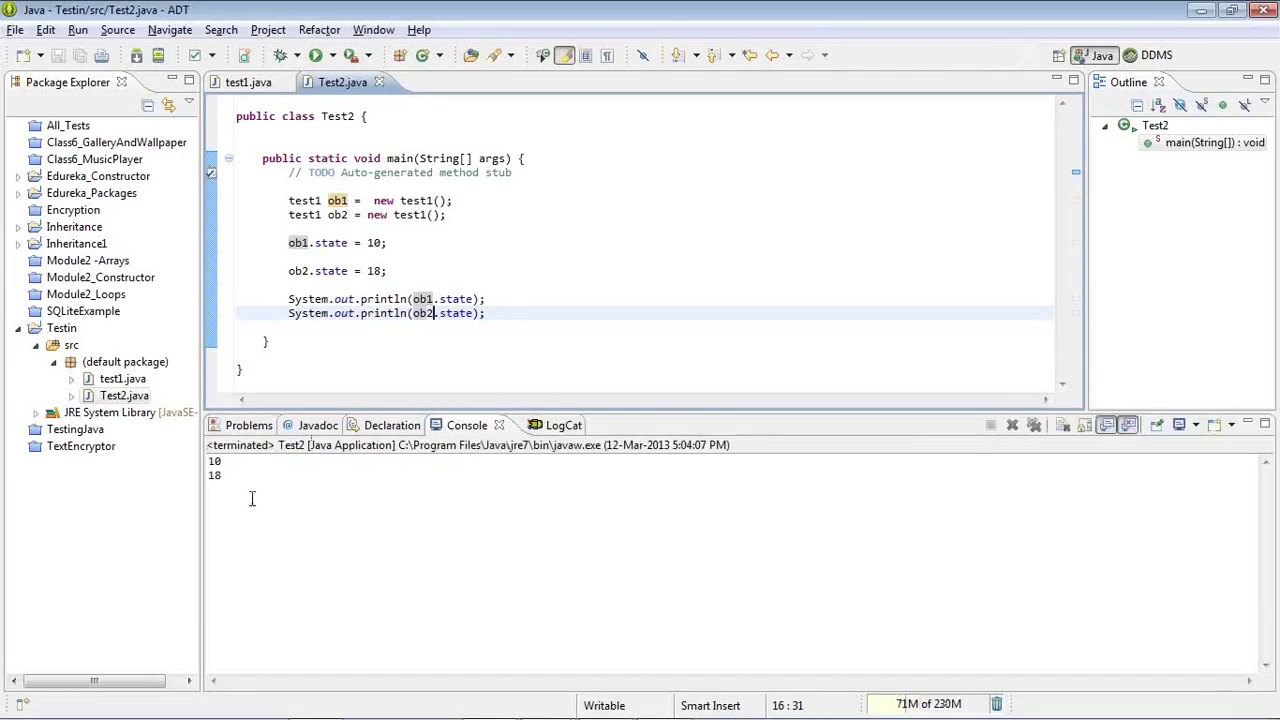 Java - Testin/src/Test2.java - ADT
File Edit Run Source Navigate Search Project Refactor Window Help
Java DDMS
Package Explorer
All_Tests
Class6_GalleryAndWallpaper
Class6_MusicPlayer
Edureka_Constructor
Edureka_Packages
Encryption
Inheritance
Inheritance1
Module2 -Arrays
Module2_Constructor
Module2_Loops
SQLiteExample
Testin
src
(default package)
test1.java
Test2.java
JRE System Library [JavaSE-
TestingJava
TextEncryptor
test1.java Test2.java
public class Test2 {
public static void main(String[] args) {
// TODO Auto-generated method stub
test1 ob1 =  new test1();
test1 ob2 = new test1();
ob1.state = 10;
ob2.state = 18;
System.out.println(ob1.state);
System.out.println(ob2.state);
}
}
Outline
Test2
main(String[]) : void
Problems @ Javadoc Declaration Console LogCat
<terminated> Test2 [Java Application] C:\Program Files\Java\jre7\bin\javaw.exe (12-Mar-2013 5:04:07 PM)
10
18
Writable Smart Insert 16 : 31 71M of 230M